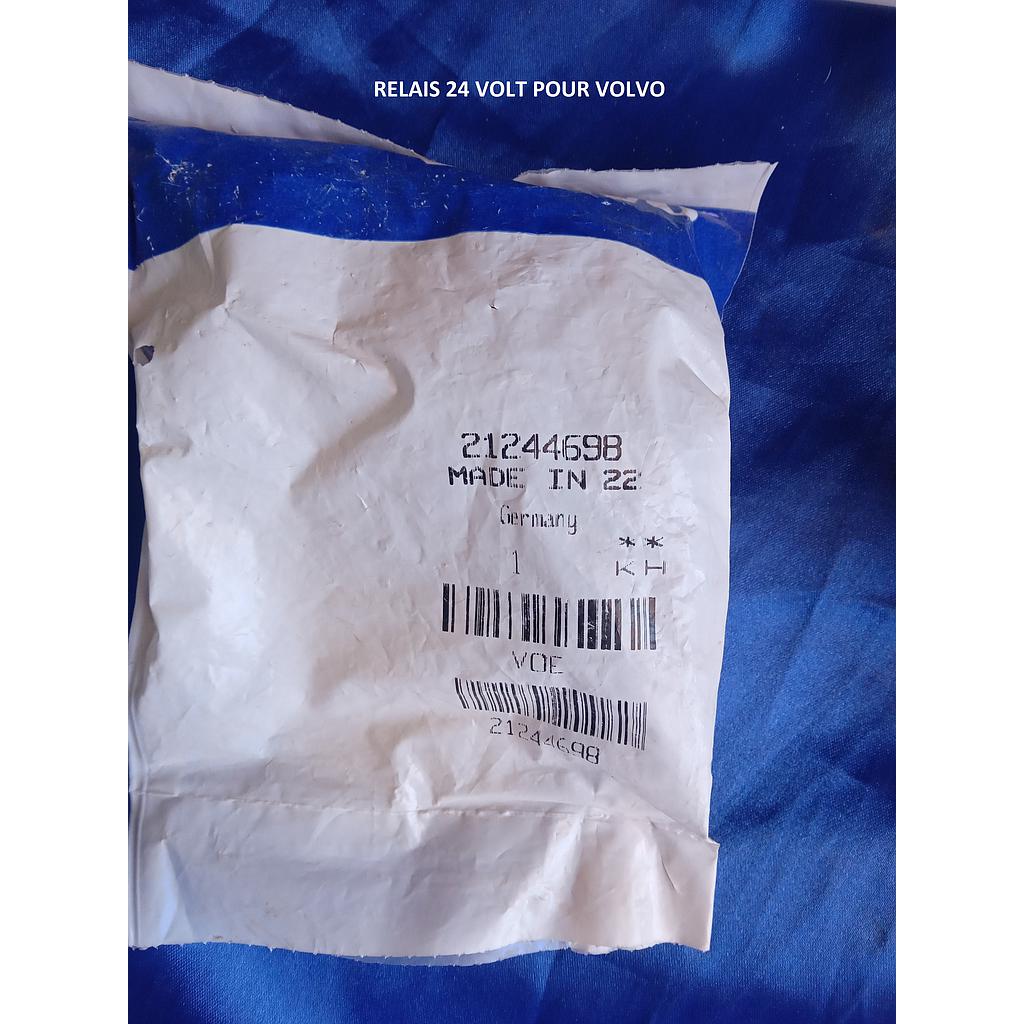 RELAIS 24 VOLT POUR VOLVO
21244698
MADE IN 22
Germany
**
1 KH
VOE
21244698